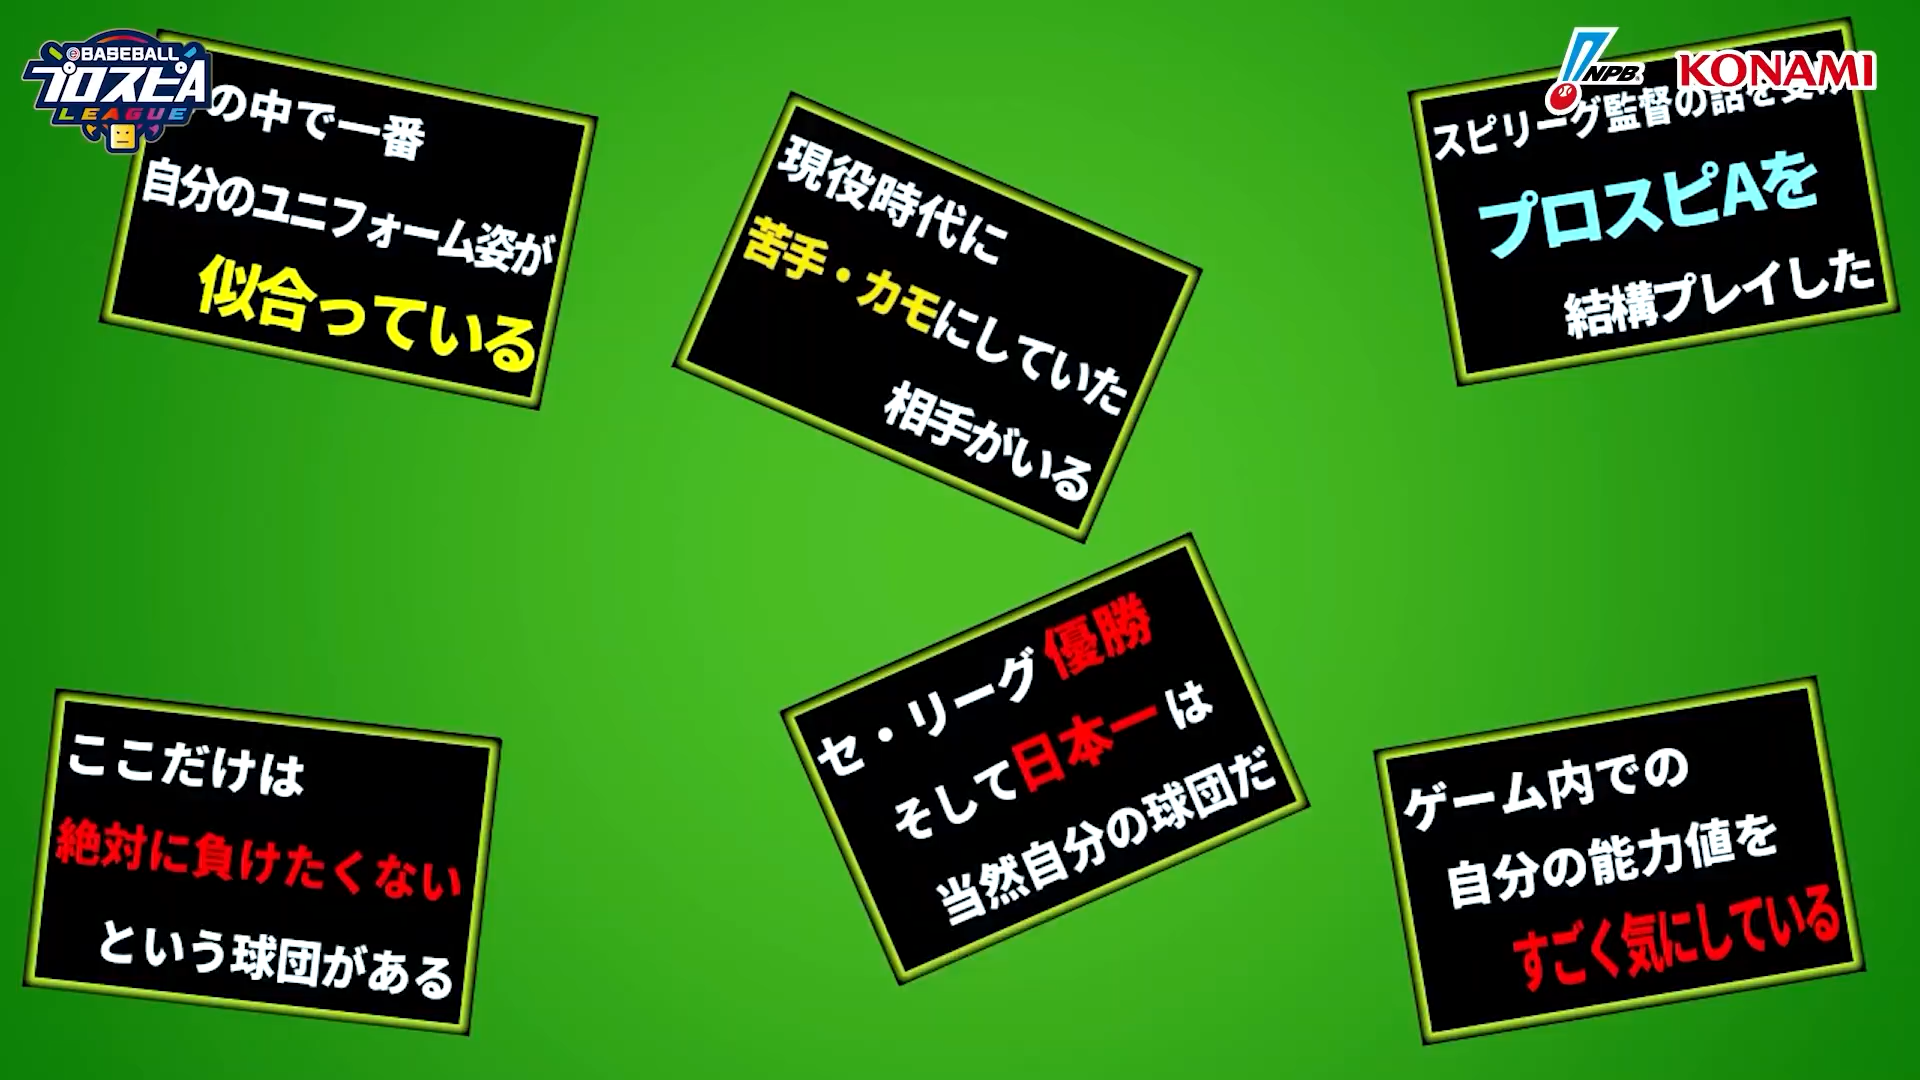 eBASEBALL
プロスピA
LEAGUE
の中で一番
自分のユニフォーム姿が
似合っている
現役時代に
苦手・カモにしていた
相手がいる
NPB
KONAMI
スピリーグ監督の話を受け
プロスピAを
結構プレイした
ここだけは
絶対に負けたくない
という球団がある
セ・リーグ優勝
そして日本一は
当然自分の球団だ
ゲーム内での
自分の能力値を
すごく気にしている